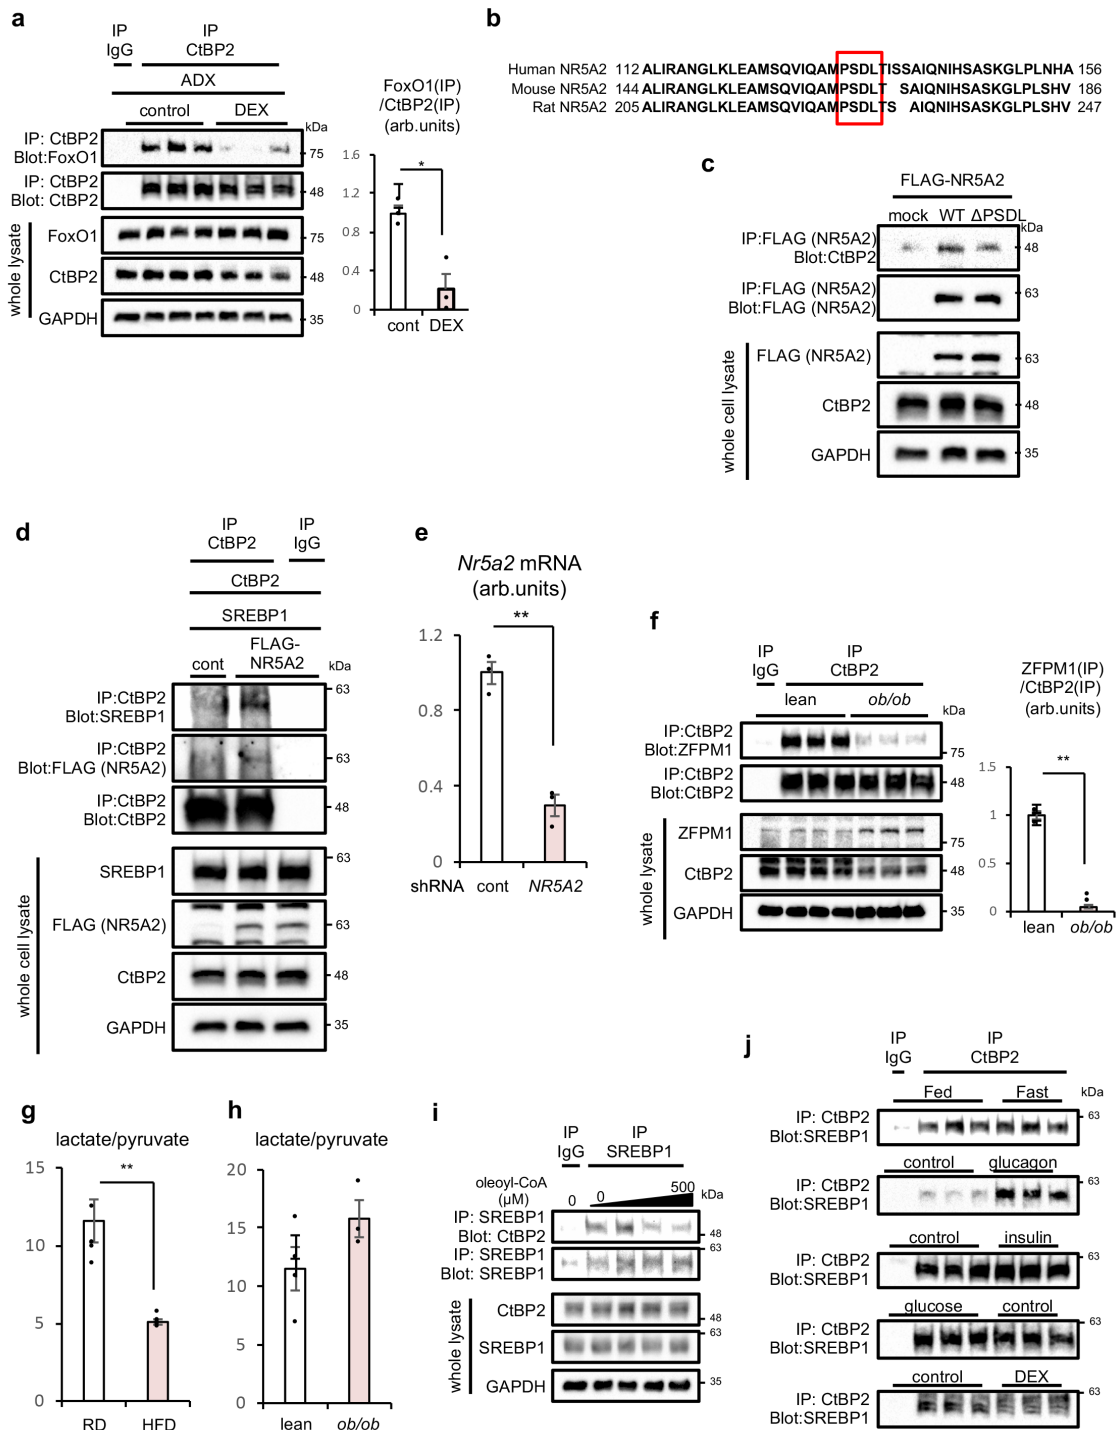 a
IP
IgG
IP
CtBP2
ADX
control
DEX
kDa
IP: CtBP2
Blot:FoxO1
75
IP: CtBP2
Blot: CtBP2
48
whole lysate
FoxO1
75
CtBP2
48
GAPDH
35
FoxO1(IP)
/CtBP2(IP)
(arb.units)
1.6
1.2
0.8
0.4
0
*
cont
DEX
b
Human NR5A2 112 ALIRANGLKLEAMSQVIQAMPSDLTISSAIQNIHSASKGLPLNHA 156
Mouse NR5A2 144 ALIRANGLKLEAMSQVIQAMPSDLT SAIQNIHSASKGLPLSHV 186
Rat NR5A2 205 ALIRANGLKLEAMSQVIQAMPSDLTS AIQNIHSASKGLPLSHV 247
c
FLAG-NR5A2
mock WT ΔPSDL
kDa
IP:FLAG (NR5A2)
Blot:CtBP2
48
IP:FLAG (NR5A2)
Blot:FLAG (NR5A2)
63
whole cell lysate
FLAG (NR5A2)
63
CtBP2
48
GAPDH
35
d
IP
CtBP2
IP
IgG
CtBP2
SREBP1
cont
FLAG-
NR5A2
kDa
IP:CtBP2
Blot:SREBP1
63
IP:CtBP2
Blot:FLAG (NR5A2)
63
IP:CtBP2
Blot:CtBP2
48
whole cell lysate
SREBP1
63
FLAG (NR5A2)
63
CtBP2
48
GAPDH
35
e
Nr5a2 mRNA
(arb.units)
1.2
0.8
0.4
0
**
shRNA cont NR5A2
f
IP
IgG
IP
CtBP2
lean
ob/ob
kDa
IP:CtBP2
Blot:ZFPM1
75
IP:CtBP2
Blot:CtBP2
48
whole lysate
ZFPM1
75
CtBP2
48
GAPDH
35
ZFPM1(IP)
/CtBP2(IP)
(arb.units)
1.5
1
0.5
0
**
lean
ob/ob
g
lactate/pyruvate
15
10
5
0
**
RD
HFD
h
lactate/pyruvate
20
15
10
5
0
lean
ob/ob
i
IP
IgG
IP
SREBP1
oleoyl-CoA
(μM)
0
0
500
kDa
IP: SREBP1
Blot: CtBP2
48
IP: SREBP1
Blot: SREBP1
63
whole lysate
CtBP2
48
SREBP1
63
GAPDH
35
j
IP
IgG
IP
CtBP2
Fed
Fast
kDa
IP: CtBP2
Blot:SREBP1
63
control
glucagon
IP: CtBP2
Blot:SREBP1
63
control
insulin
IP: CtBP2
Blot:SREBP1
63
glucose
control
IP: CtBP2
Blot:SREBP1
63
control
DEX
IP: CtBP2
Blot:SREBP1
63